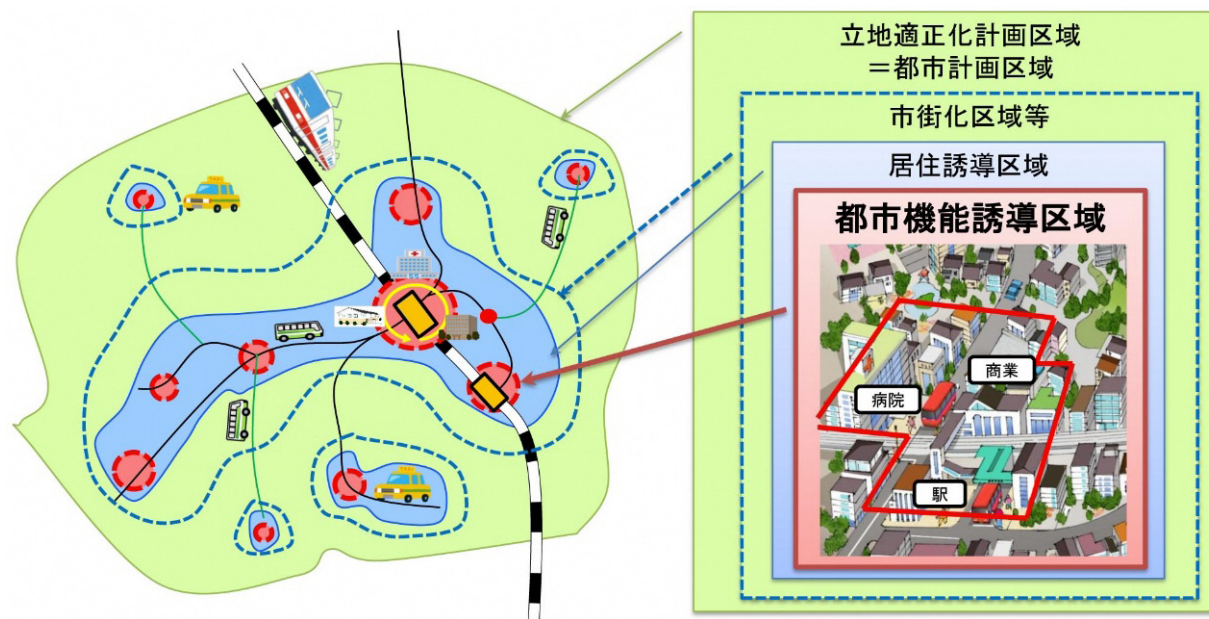 立地適正化計画区域
＝都市計画区域
市街化区域等
居住誘導区域
都市機能誘導区域
商業
病院
駅